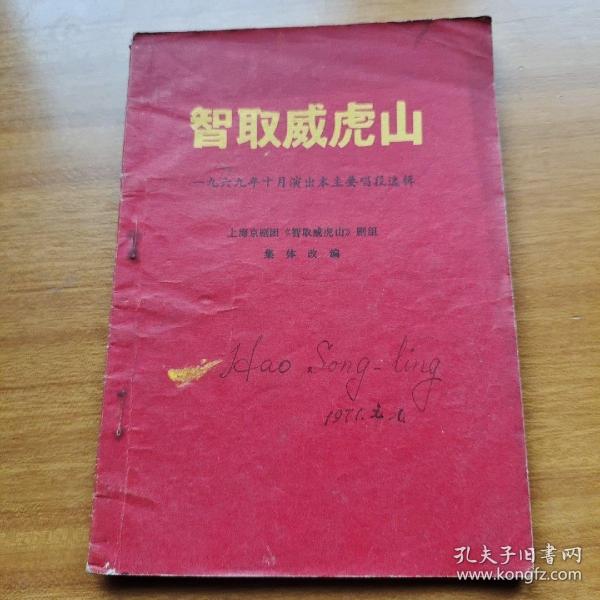 智取威虎山
一九六九年十月演出本主要唱段选辑
上海京剧团《智取威虎山》剧组
集体改编
Hao Song-ling
1971.
孔夫子旧书网
www.kongfz.com